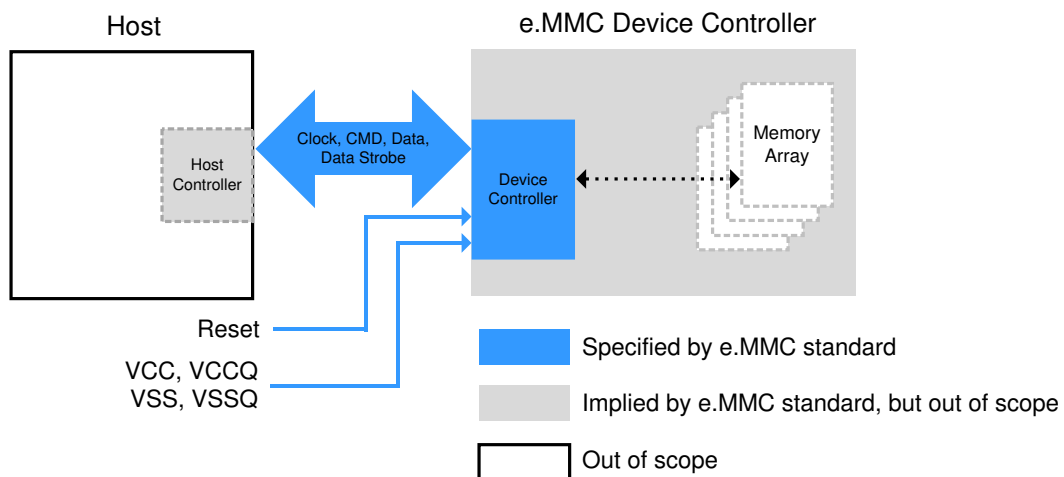 Host
e.MMC Device Controller
Clock, CMD, Data,
Data Strobe
Host
Controller
Device
Controller
Memory
Array
Reset
VCC, VCCQ
VSS, VSSQ
Specified by e.MMC standard
Implied by e.MMC standard, but out of scope
Out of scope